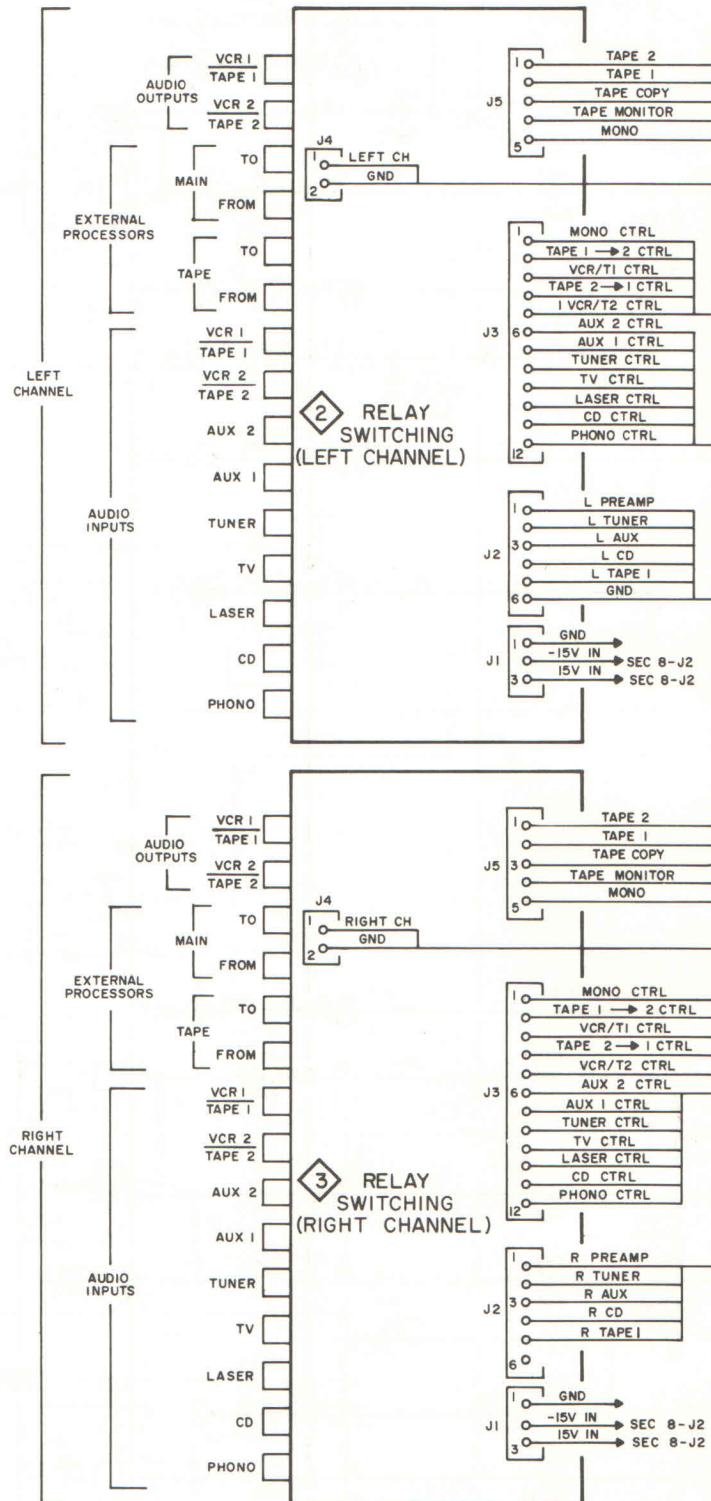 LEFT CHANNEL
AUDIO OUTPUTS
VCR 1
TAPE 1
VCR 2
TAPE 2
EXTERNAL PROCESSORS
MAIN
TO
FROM
TAPE
TO
FROM
AUDIO INPUTS
VCR 1
TAPE 1
VCR 2
TAPE 2
AUX 2
AUX 1
TUNER
TV
LASER
CD
PHONO
J4
1 LEFT CH
2 GND
2 RELAY
SWITCHING
(LEFT CHANNEL)
J5
1 TAPE 2
TAPE 1
TAPE COPY
TAPE MONITOR
5 MONO
J3
1 MONO CTRL
TAPE 1 → 2 CTRL
VCR/T1 CTRL
TAPE 2 → 1 CTRL
1 VCR/T2 CTRL
6 AUX 2 CTRL
AUX 1 CTRL
TUNER CTRL
TV CTRL
LASER CTRL
CD CTRL
12 PHONO CTRL
J2
1 L PREAMP
L TUNER
3 L AUX
L CD
L TAPE 1
6 GND
J1
1 GND
-15V IN SEC 8-J2
3 15V IN SEC 8-J2
RIGHT CHANNEL
AUDIO OUTPUTS
VCR 1
TAPE 1
VCR 2
TAPE 2
EXTERNAL PROCESSORS
MAIN
TO
FROM
TAPE
TO
FROM
AUDIO INPUTS
VCR 1
TAPE 1
VCR 2
TAPE 2
AUX 2
AUX 1
TUNER
TV
LASER
CD
PHONO
J4
1 RIGHT CH
2 GND
3 RELAY
SWITCHING
(RIGHT CHANNEL)
J5
1 TAPE 2
TAPE 1
3 TAPE COPY
TAPE MONITOR
5 MONO
J3
1 MONO CTRL
TAPE 1 → 2 CTRL
VCR/T1 CTRL
TAPE 2 → 1 CTRL
VCR/T2 CTRL
6 AUX 2 CTRL
AUX 1 CTRL
TUNER CTRL
TV CTRL
LASER CTRL
CD CTRL
12 PHONO CTRL
J2
1 R PREAMP
R TUNER
3 R AUX
R CD
R TAPE 1
6
J1
1 GND
-15V IN SEC 8-J2
3 15V IN SEC 8-J2